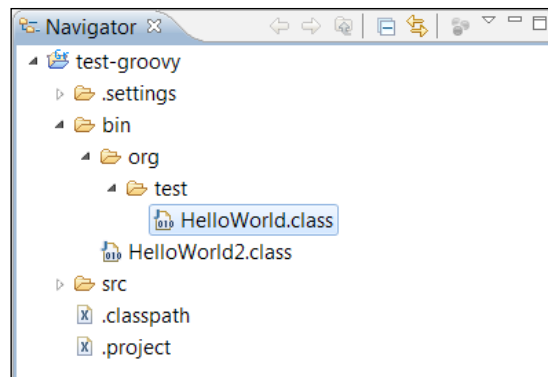 Navigator
test-groovy
.settings
bin
org
test
HelloWorld.class
HelloWorld2.class
src
.classpath
.project